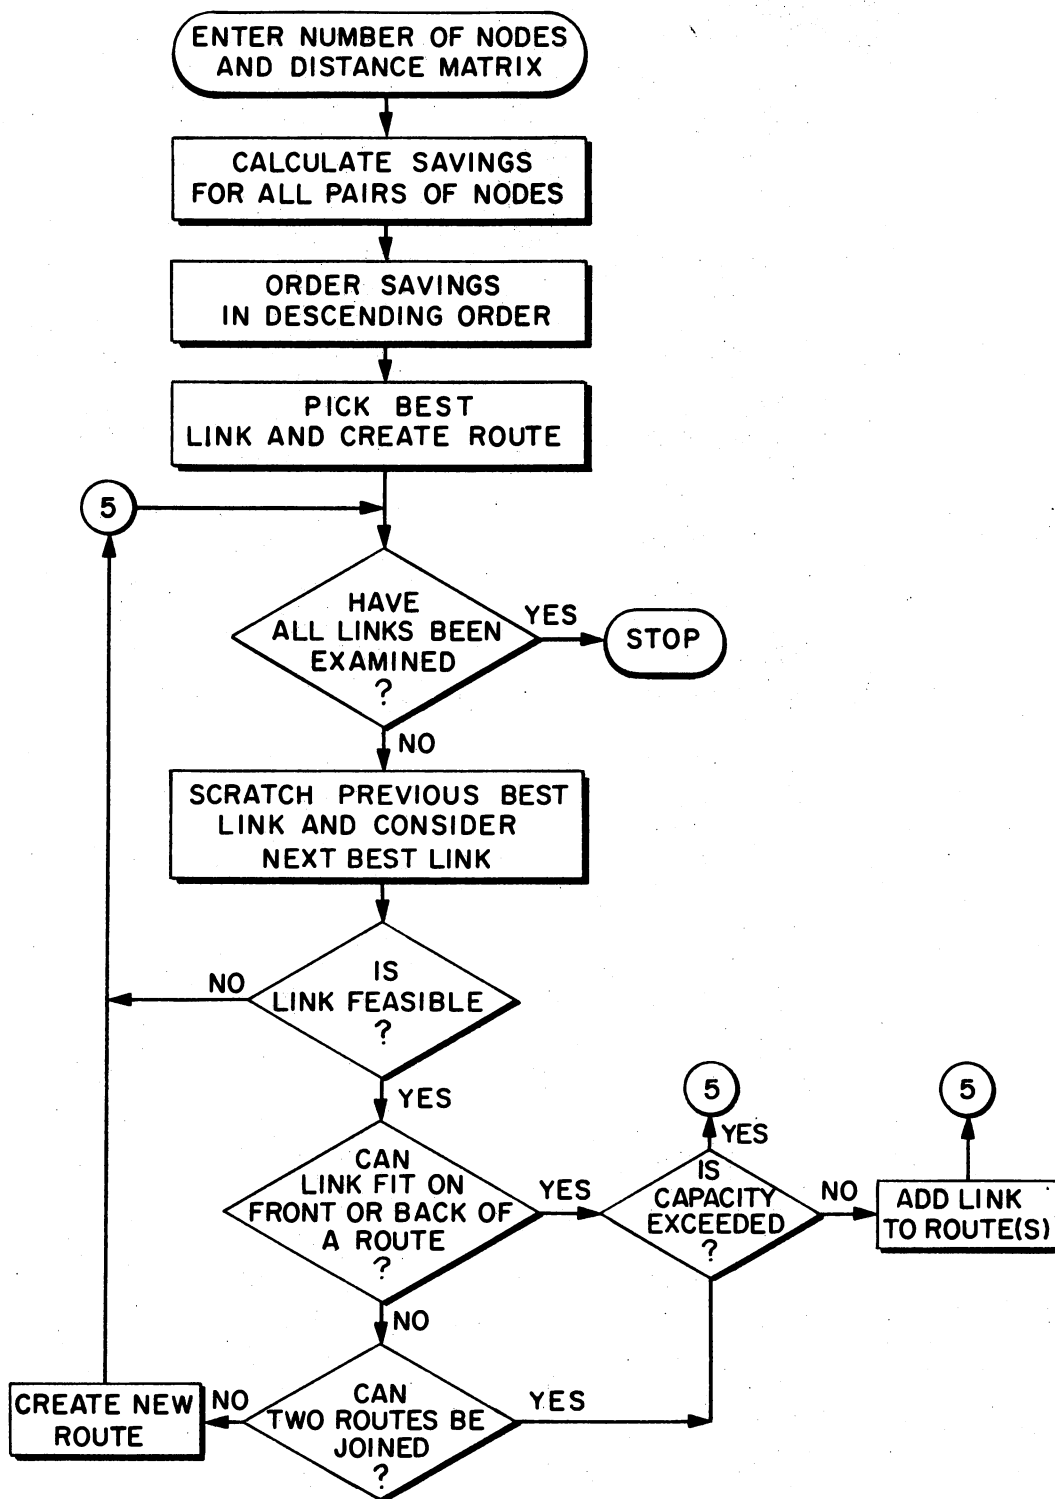 ENTER NUMBER OF NODES
AND DISTANCE MATRIX
CALCULATE SAVINGS
FOR ALL PAIRS OF NODES
ORDER SAVINGS
IN DESCENDING ORDER
PICK BEST
LINK AND CREATE ROUTE
5
HAVE
ALL LINKS BEEN
EXAMINED
?
YES
STOP
NO
SCRATCH PREVIOUS BEST
LINK AND CONSIDER
NEXT BEST LINK
IS
LINK FEASIBLE
?
NO
YES
CAN
LINK FIT ON
FRONT OR BACK OF
A ROUTE
?
YES
5
YES
IS
CAPACITY
EXCEEDED
?
NO
5
ADD LINK
TO ROUTE(S)
NO
CAN
TWO ROUTES BE
JOINED
?
YES
NO
CREATE NEW
ROUTE